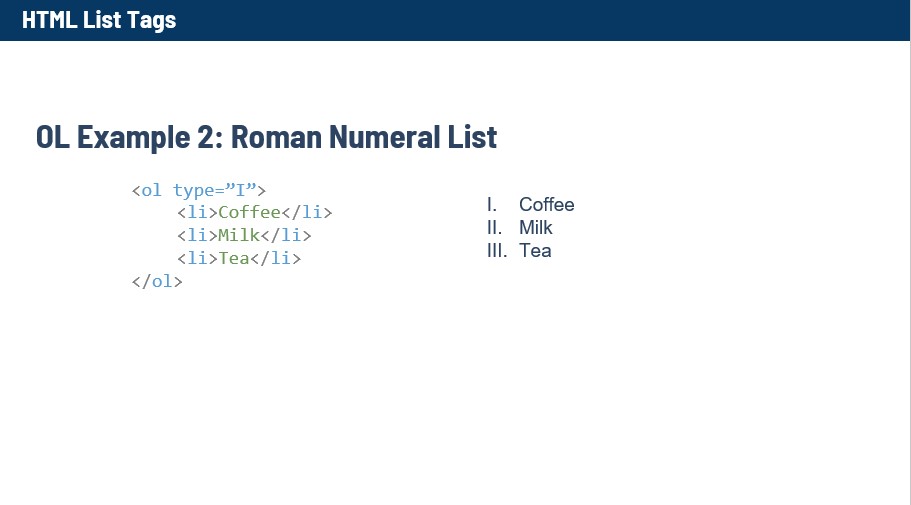 HTML List Tags
OL Example 2: Roman Numeral List
<ol type=”I”>
<li>Coffee</li>
<li>Milk</li>
<li>Tea</li>
</ol>
I. Coffee
II. Milk
III. Tea